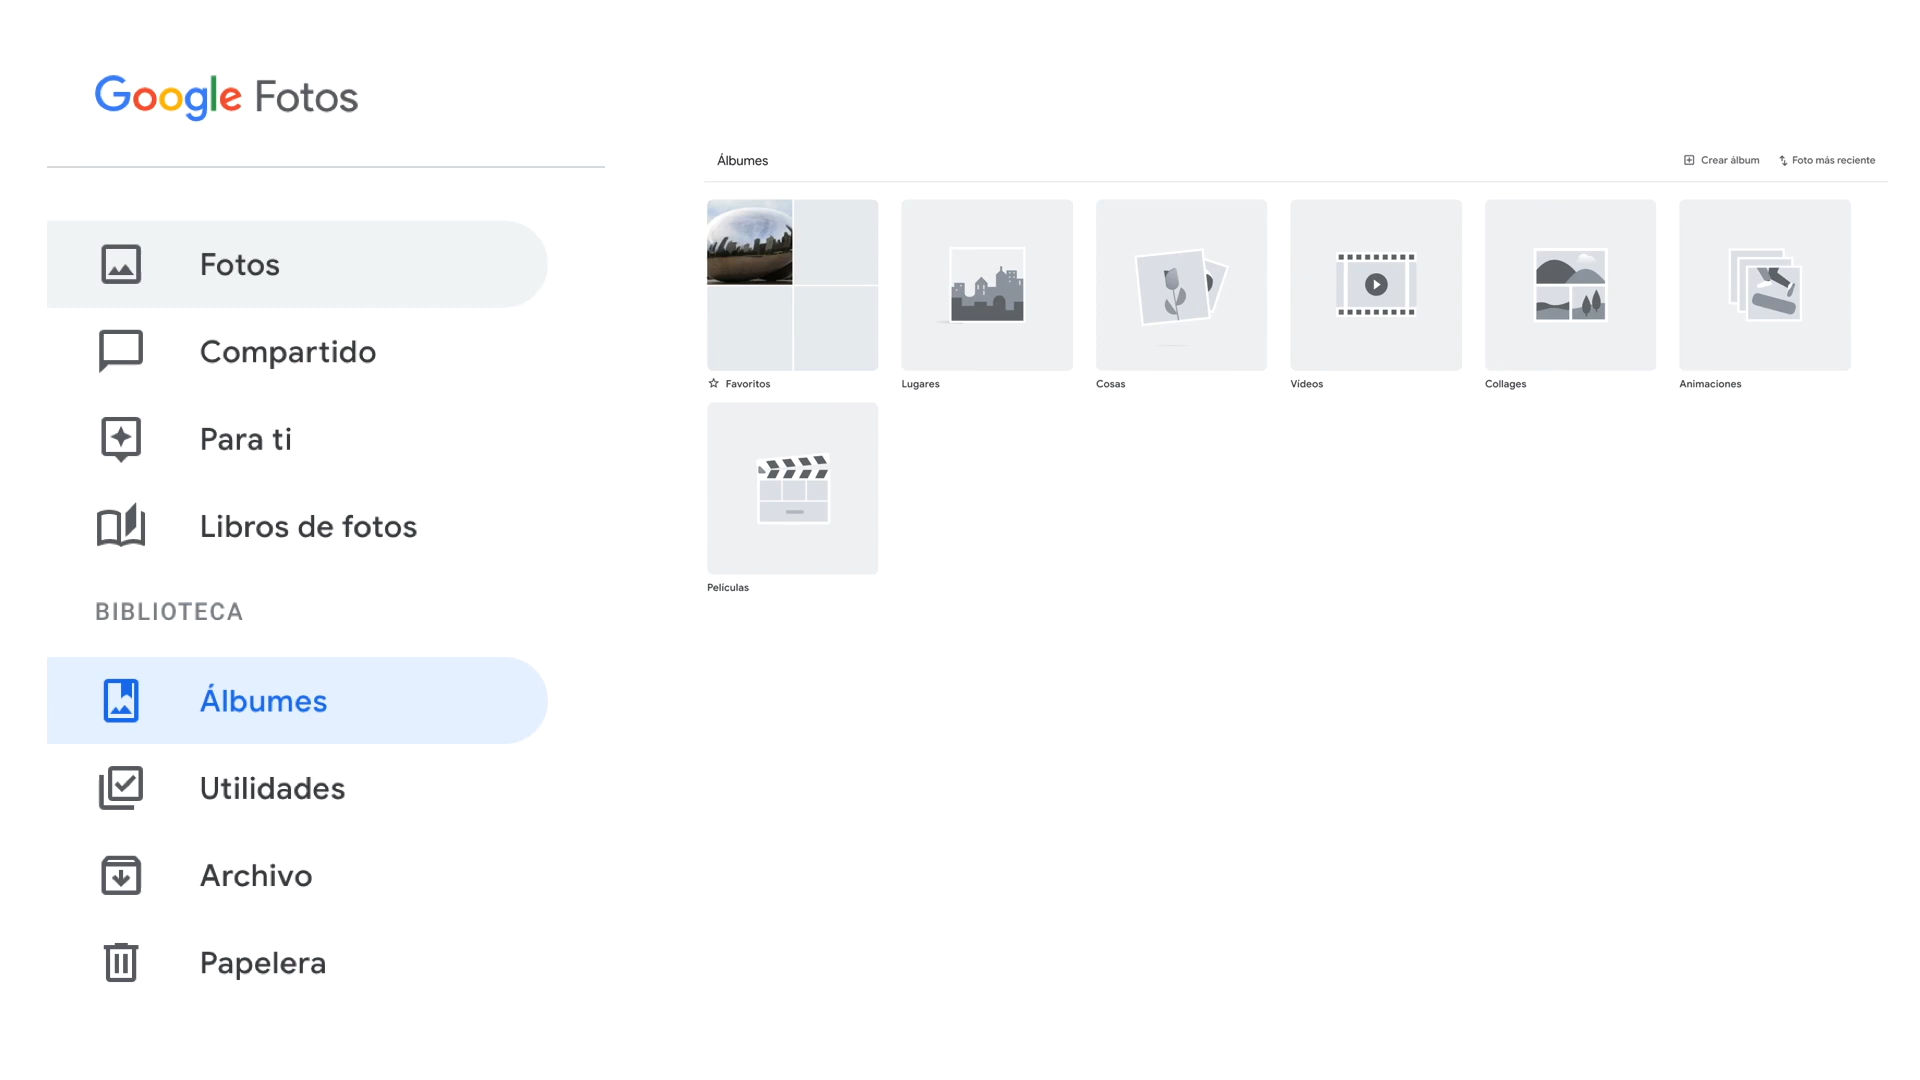 Google Fotos
Fotos
Compartido
Para ti
Libros de fotos
BIBLIOTECA
Álbumes
Utilidades
Archivo
Papelera
Álbumes
Crear álbum
Foto más reciente
Favoritos
Lugares
Cosas
Vídeos
Collages
Animaciones
Películas